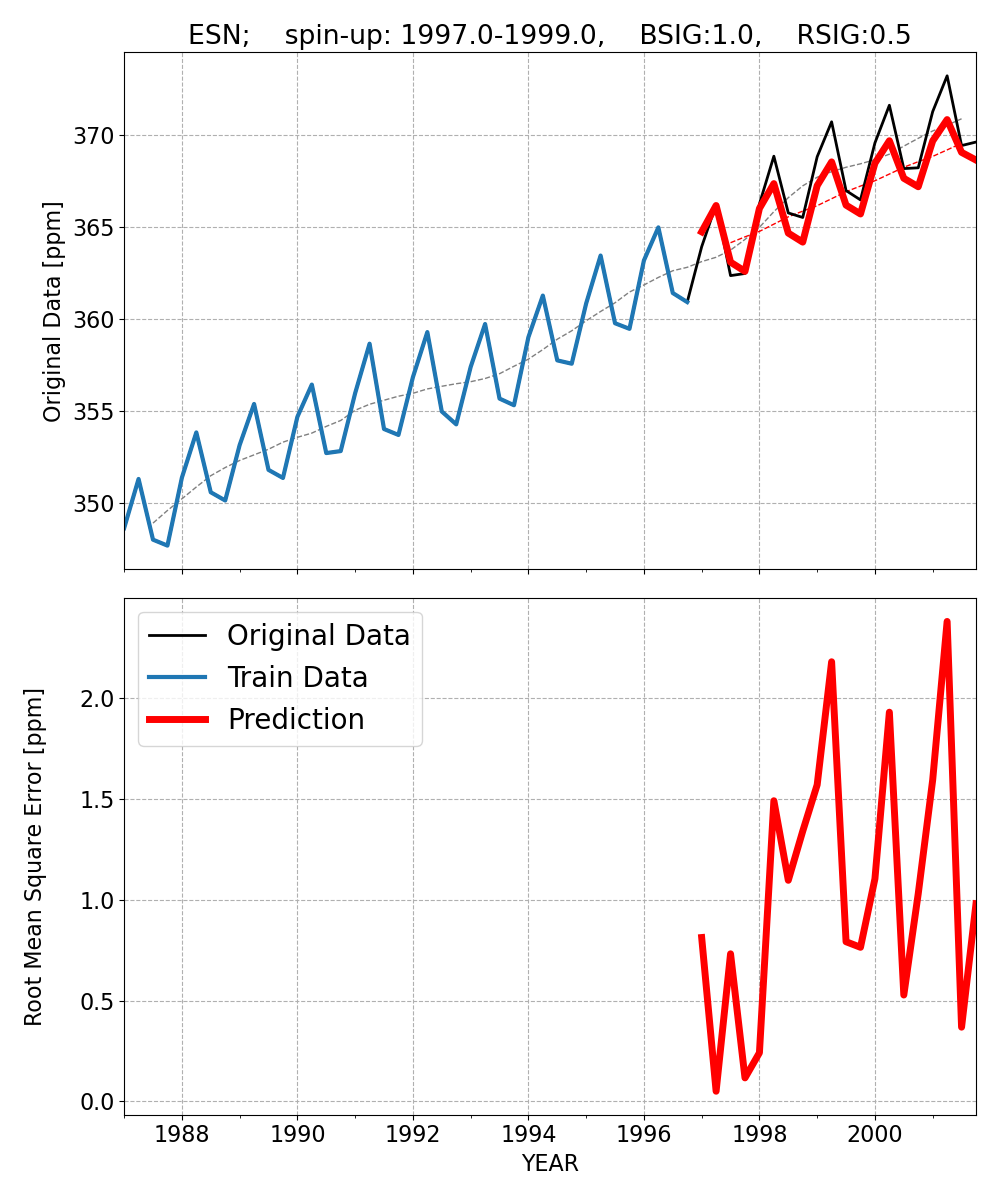 ESN;    spin-up: 1997.0-1999.0,    BSIG:1.0,    RSIG:0.5
Original Data [ppm]
370
365
360
355
350
Root Mean Square Error [ppm]
Original Data
Train Data
Prediction
2.0
1.5
1.0
0.5
0.0
1988 1990 1992 1994 1996 1998 2000
YEAR